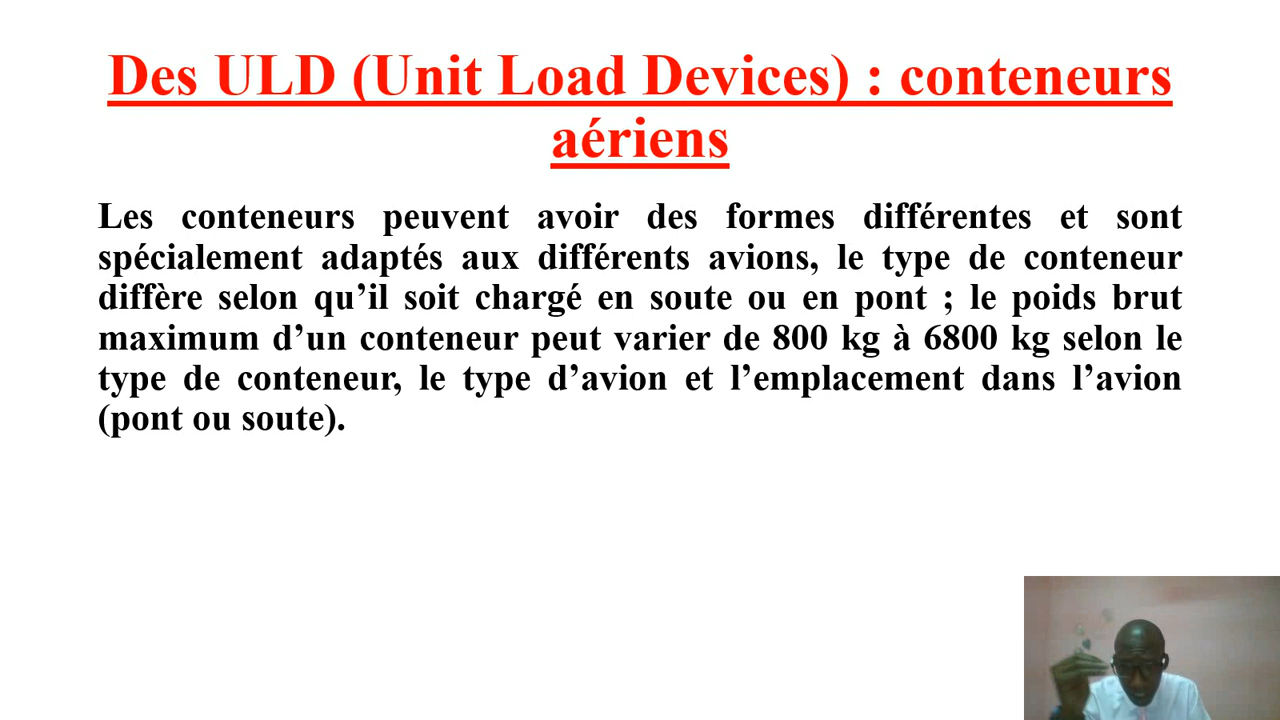 Des ULD (Unit Load Devices) : conteneurs
aériens
Les conteneurs peuvent avoir des formes différentes et sont
spécialement adaptés aux différents avions, le type de conteneur
diffère selon qu’il soit chargé en soute ou en pont ; le poids brut
maximum d’un conteneur peut varier de 800 kg à 6800 kg selon le
type de conteneur, le type d’avion et l’emplacement dans l’avion
(pont ou soute).